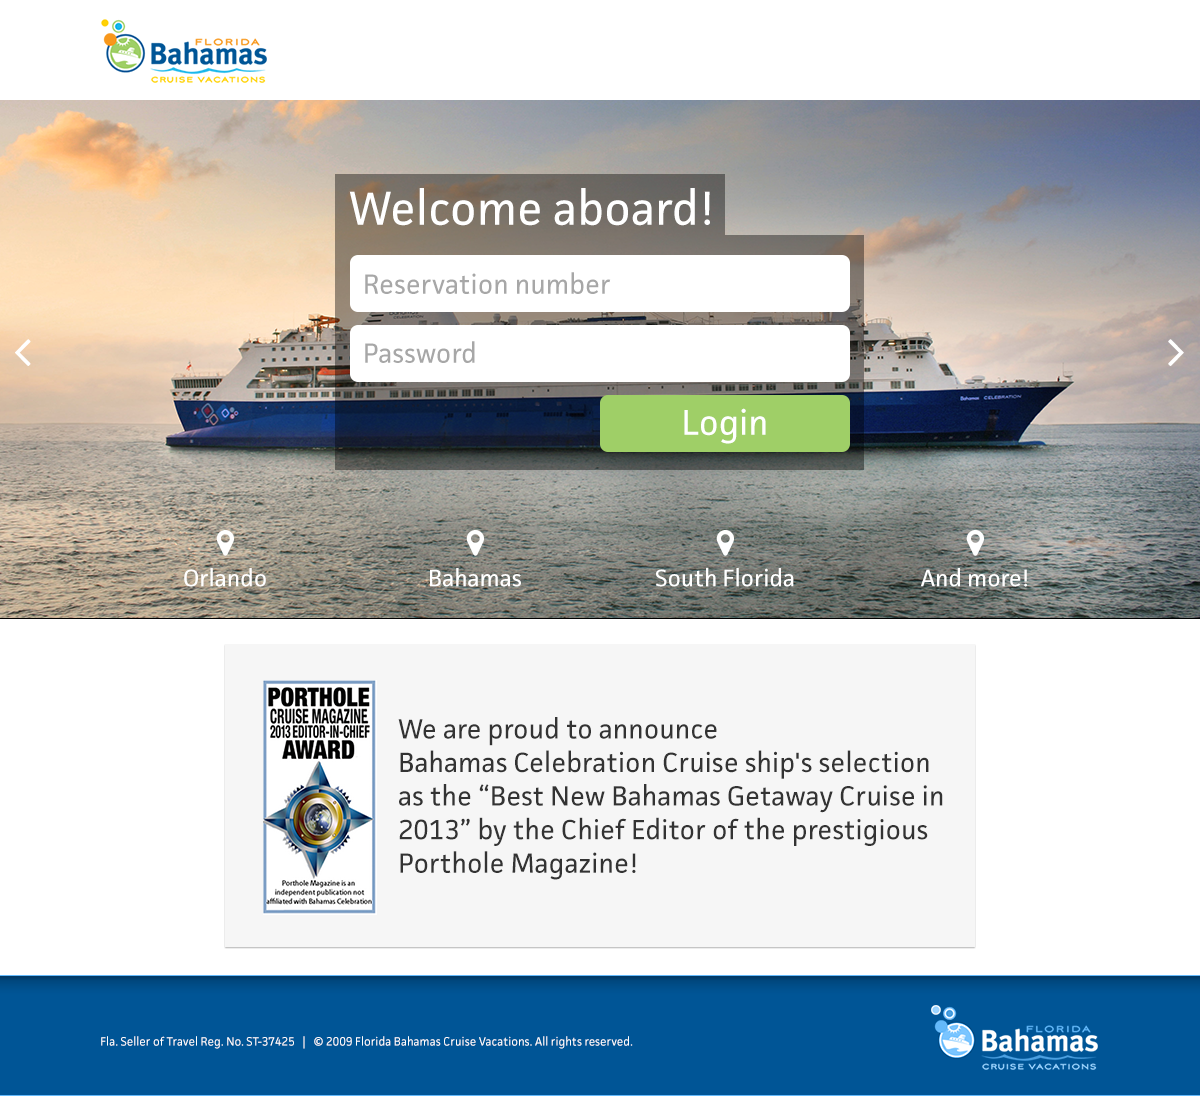 FLORIDA
Bahamas
CRUISE VACATIONS
Welcome aboard!
Reservation number
CELEBRATION
Password
Bahamas CELEBRATION
Login
Orlando
Bahamas
South Florida
And more!
PORTHOLE
CRUISE MAGAZINE
2013 EDITOR-IN-CHIEF
AWARD
Porthole Magazine is an
independent publication not
affiliated with Bahamas Celebration
We are proud to announce
Bahamas Celebration Cruise ship's selection
as the “Best New Bahamas Getaway Cruise in
2013” by the Chief Editor of the prestigious
Porthole Magazine!
Fla. Seller of Travel Reg. No. ST-37425 | © 2009 Florida Bahamas Cruise Vacations. All rights reserved.
FLORIDA
Bahamas
CRUISE VACATIONS